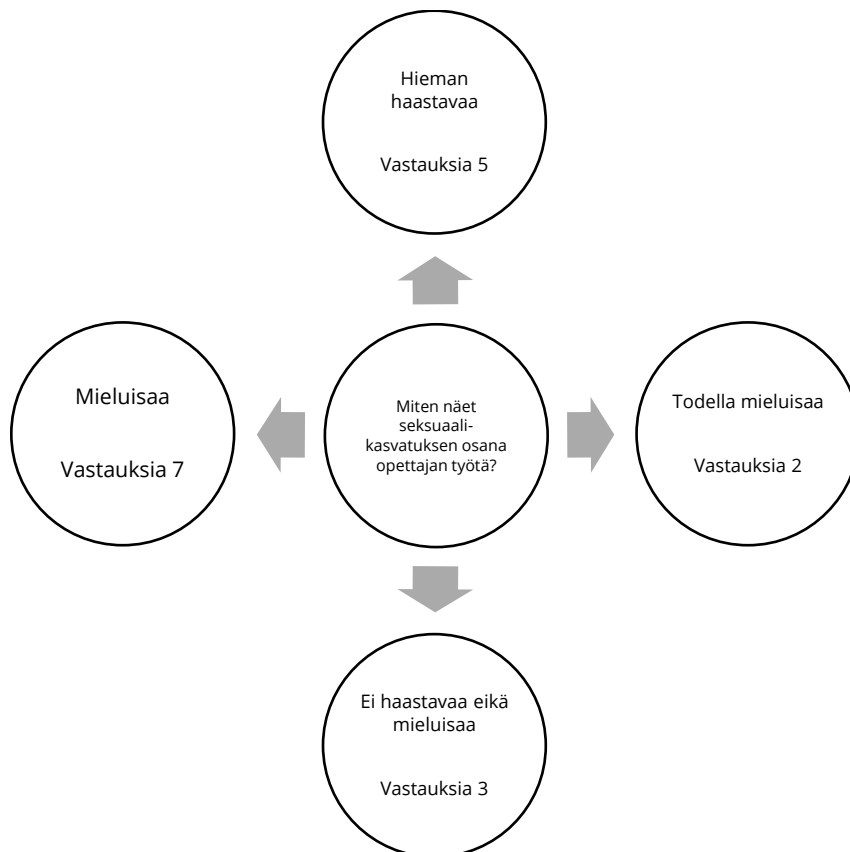 Hieman
haastavaa
Vastauksia 5
Mieluisaa
Vastauksia 7
Miten näet
seksuaali-
kasvatuksen osana
opettajan työtä?
Todella mieluisaa
Vastauksia 2
Ei haastavaa eikä
mieluisaa
Vastauksia 3